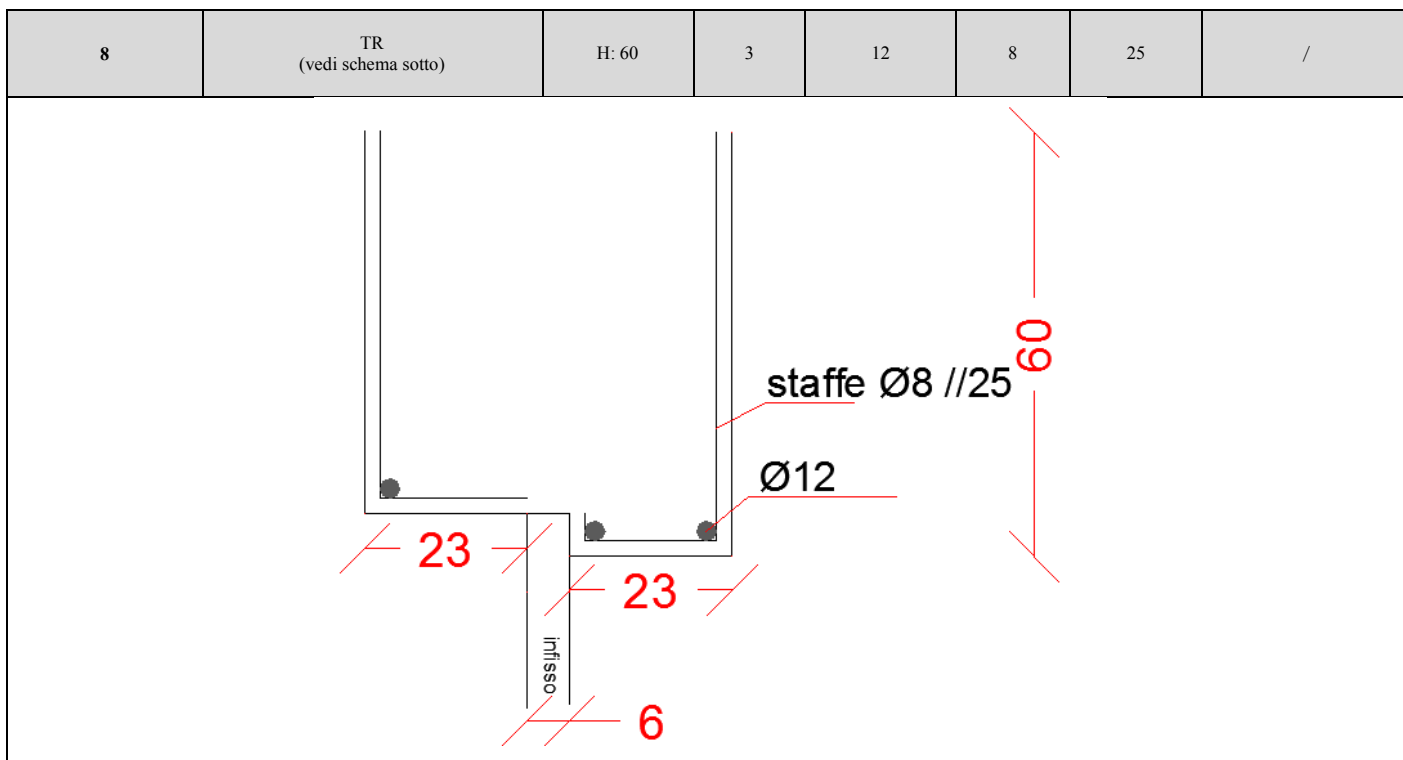 8 TR H: 60 3 12 8 25 /
(vedi schema sotto)
60
staffe Ø8 //25
Ø12
23
23
infisso
6